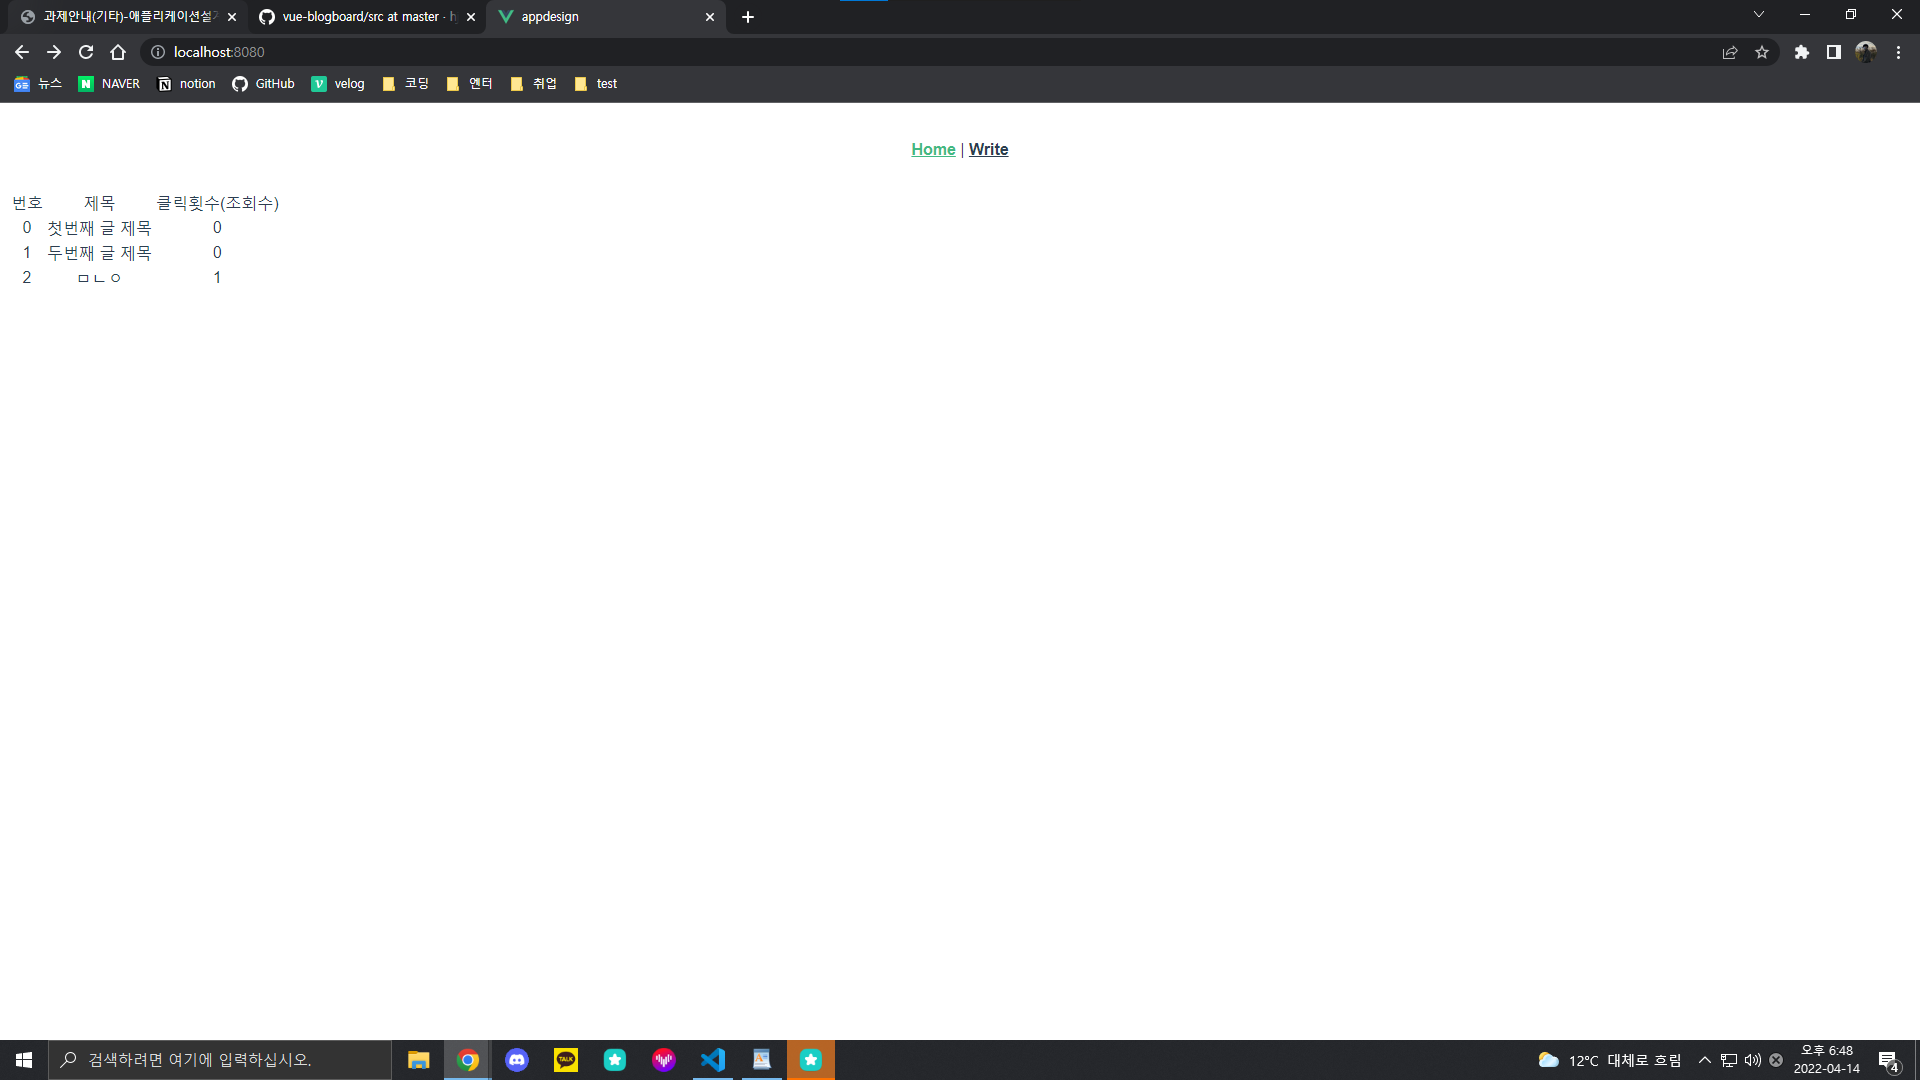 과제안내(기타)-애플리케이션설
vue-blogboard/src at master · h
appdesign
localhost:8080
뉴스 NAVER notion GitHub velog 코딩 엔터 취업 test
Home | Write
번호 제목 클릭횟수(조회수)
0 첫번째 글 제목 0
1 두번째 글 제목 0
2 ㅁㄴㅇ 1
검색하려면 여기에 입력하십시오.
TALK
12°C 대체로 흐림
오후 6:48
2022-04-14
4